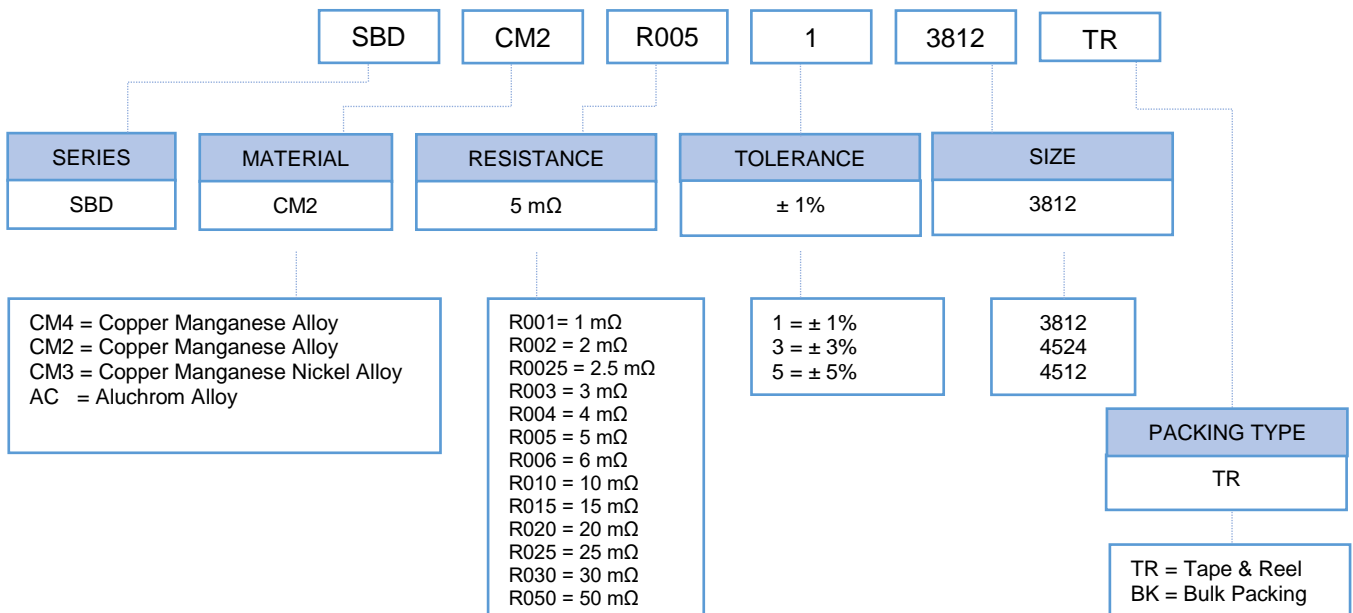 SBD CM2 R005 1 3812 TR
SERIES MATERIAL RESISTANCE TOLERANCE SIZE
SBD CM2 5 mΩ ± 1% 3812
CM4 = Copper Manganese Alloy
CM2 = Copper Manganese Alloy
CM3 = Copper Manganese Nickel Alloy
AC = Aluchrom Alloy
R001= 1 mΩ
R002 = 2 mΩ
R0025 = 2.5 mΩ
R003 = 3 mΩ
R004 = 4 mΩ
R005 = 5 mΩ
R006 = 6 mΩ
R010 = 10 mΩ
R015 = 15 mΩ
R020 = 20 mΩ
R025 = 25 mΩ
R030 = 30 mΩ
R050 = 50 mΩ
1 = ± 1%
3 = ± 3%
5 = ± 5%
3812
4524
4512
PACKING TYPE
TR
TR = Tape & Reel
BK = Bulk Packing